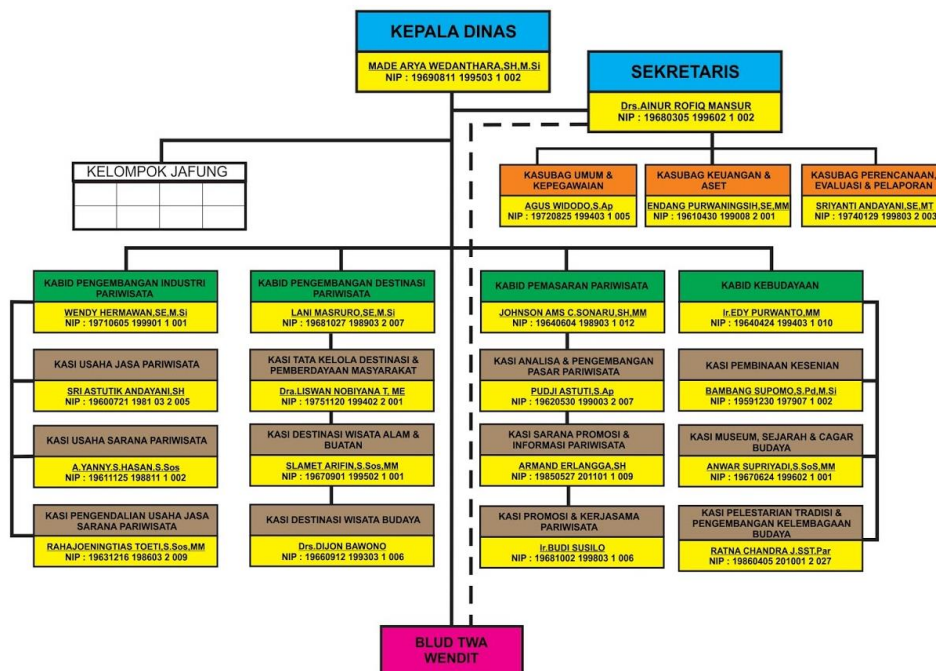 KEPALA DINAS
MADE ARYA WEDANTHARA,SH,M.Si
NIP : 19690811 199503 1 002
SEKRETARIS
Drs.AINUR ROFIQ MANSUR
NIP : 19680305 199602 1 002
KELOMPOK JAFUNG
KASUBAG UMUM &
KEPEGAWAIAN
AGUS WIDODO,S.Ap
NIP : 19720825 199403 1 005
KASUBAG KEUANGAN &
ASET
ENDANG PURWANINGSIH,SE,MM
NIP : 19610430 199008 2 001
KASUBAG PERENCANAAN,
EVALUASI & PELAPORAN
SRIYANTI ANDAYANI,SE,MT
NIP : 19740129 199803 2 003
KABID PENGEMBANGAN INDUSTRI
PARIWISATA
WENDY HERMAWAN,SE,M.Si
NIP : 19710605 199901 1 001
KASI USAHA JASA PARIWISATA
SRI ASTUTIK ANDAYANI,SH
NIP : 19600721 1981 03 2 005
KASI USAHA SARANA PARIWISATA
A.YANNY.S.HASAN,S.Sos
NIP : 19611125 198811 1 002
KASI PENGENDALIAN USAHA JASA
SARANA PARIWISATA
RAHAJOENINGTIAS TOETI,S.Sos,MM
NIP : 19631216 198603 2 009
KABID PENGEMBANGAN DESTINASI
PARIWISATA
LANI MASRURO,SE,M.Si
NIP : 19681027 198903 2 007
KASI TATA KELOLA DESTINASI &
PEMBERDAYAAN MASYARAKAT
Dra.LISWAN NOBIYANA T. ME
NIP : 19751120 199402 2 001
KASI DESTINASI WISATA ALAM &
BUATAN
SLAMET ARIFIN,S.Sos,MM
NIP : 19670901 199502 1 001
KASI DESTINASI WISATA BUDAYA
Drs.DIJON BAWONO
NIP : 19660912 199303 1 006
KABID PEMASARAN PARIWISATA
JOHNSON AMS C.SONARU,SH,MM
NIP : 19640604 198903 1 012
KASI ANALISA & PENGEMBANGAN
PASAR PARIWISATA
PUDJI ASTUTI,S.Ap
NIP : 19620530 199003 2 007
KASI SARANA PROMOSI &
INFORMASI PARIWISATA
ARMAND ERLANGGA,SH
NIP : 19850527 201101 1 009
KASI PROMOSI & KERJASAMA
PARIWISATA
Ir.BUDI SUSILO
NIP : 19681002 199803 1 006
KABID KEBUDAYAAN
Ir.EDY PURWANTO,MM
NIP : 19640424 199403 1 010
KASI PEMBINAAN KESENIAN
BAMBANG SUPOMO,S.Pd,M.Si
NIP : 19591230 197907 1 002
KASI MUSEUM, SEJARAH & CAGAR
BUDAYA
ANWAR SUPRIYADI,S.SoS,MM
NIP : 19670624 199602 1 001
KASI PELESTARIAN TRADISI &
PENGEMBANGAN KELEMBAGAAN
BUDAYA
RATNA CHANDRA J.SST.Par
NIP : 19860405 201001 2 027
BLUD TWA
WENDIT